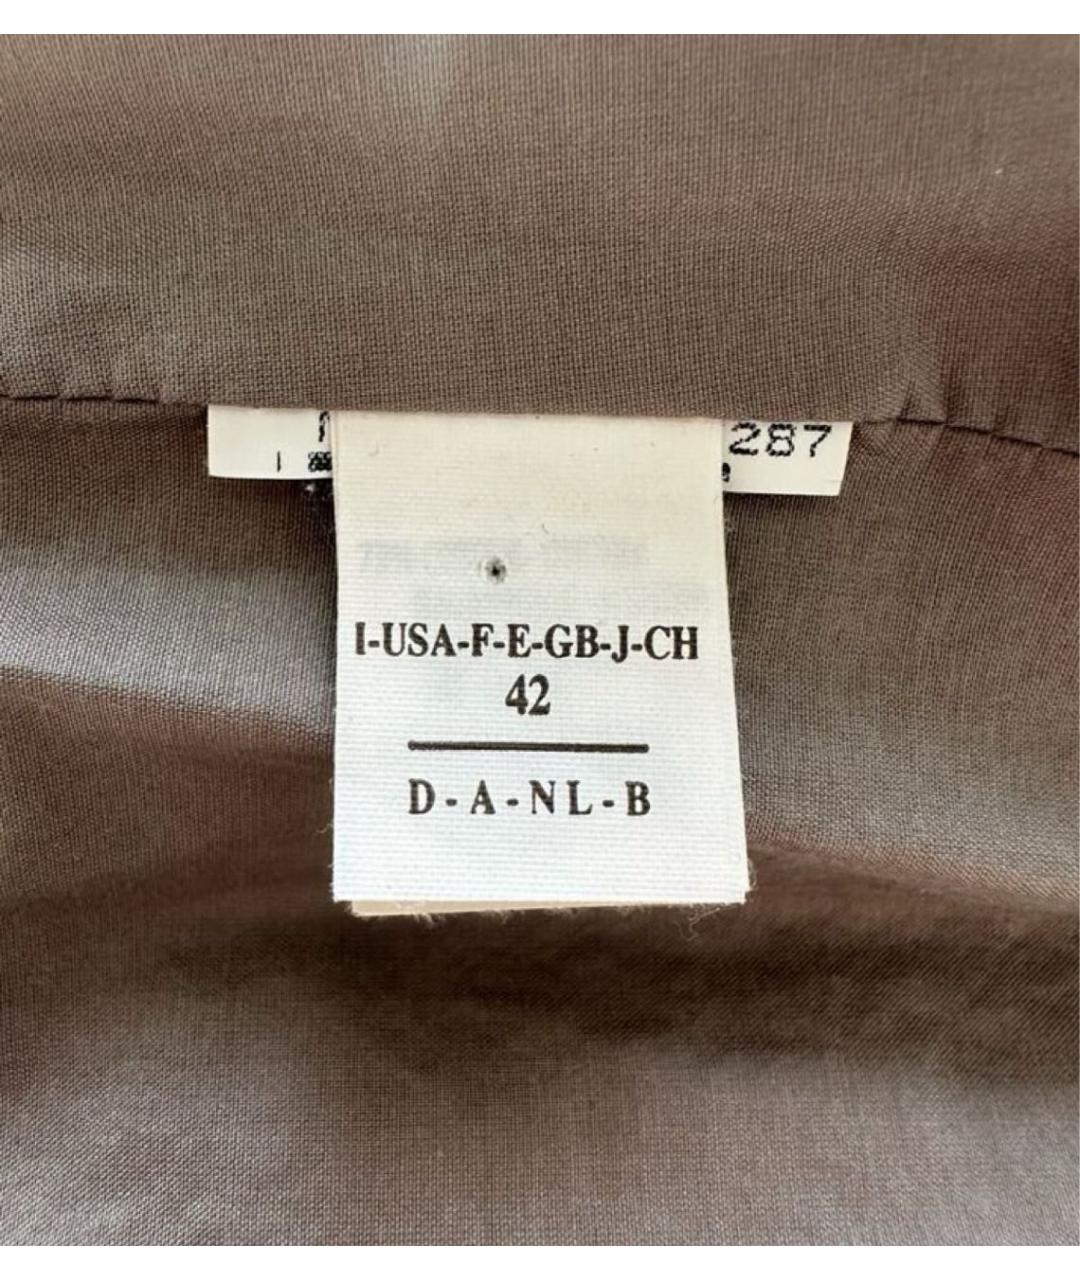 287
I-USA-F-E-GB-J-CH
42
D-A-NL-B